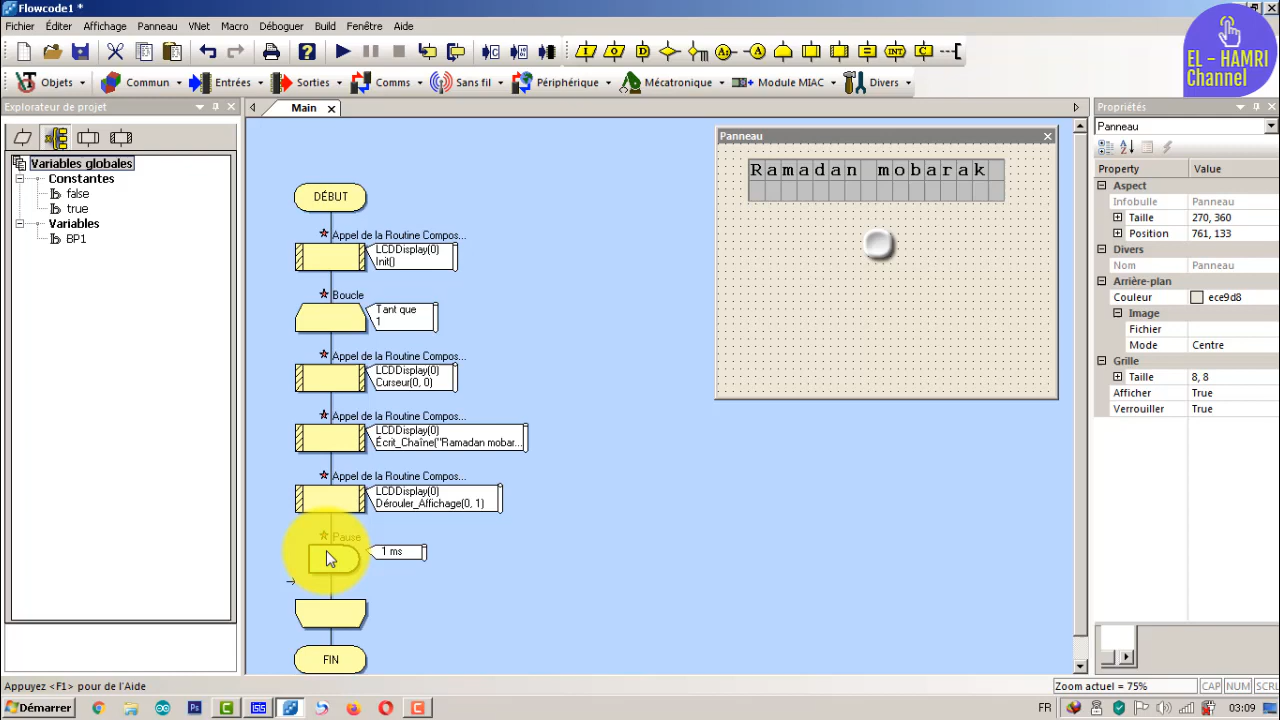 Flowcode1 *
Fichier Éditer Affichage Panneau VNet Macro Déboguer Build Fenêtre Aide
EL - HAMRI
Channel
Objets Commun Entrées Sorties Comms Sans fil Périphérique Mécatronique Module MIAC Divers
Explorateur de projet
Variables globales
Constantes
false
true
Variables
BP1
Main
DÉBUT
Appel de la Routine Compos...
LCDDisplay(0)
Init()
Boucle
Tant que
1
Appel de la Routine Compos...
LCDDisplay(0)
Curseur(0, 0)
Appel de la Routine Compos...
LCDDisplay(0)
Écrit_Chaîne("Ramadan mobar...
Appel de la Routine Compos...
LCDDisplay(0)
Dérouler_Affichage(0, 1)
Pause
1 ms
FIN
Panneau
Ramadan mobarak
Propriétés
Panneau
Property Value
Aspect
Infobulle Panneau
Taille 270, 360
Position 761, 133
Divers
Nom Panneau
Arrière-plan
Couleur ece9d8
Image
Fichier
Mode Centre
Grille
Taille 8, 8
Afficher True
Verrouiller True
Appuyez <F1> pour de l'Aide
Zoom actuel = 75% CAP NUM SCRL
Démarrer
FR 03:09